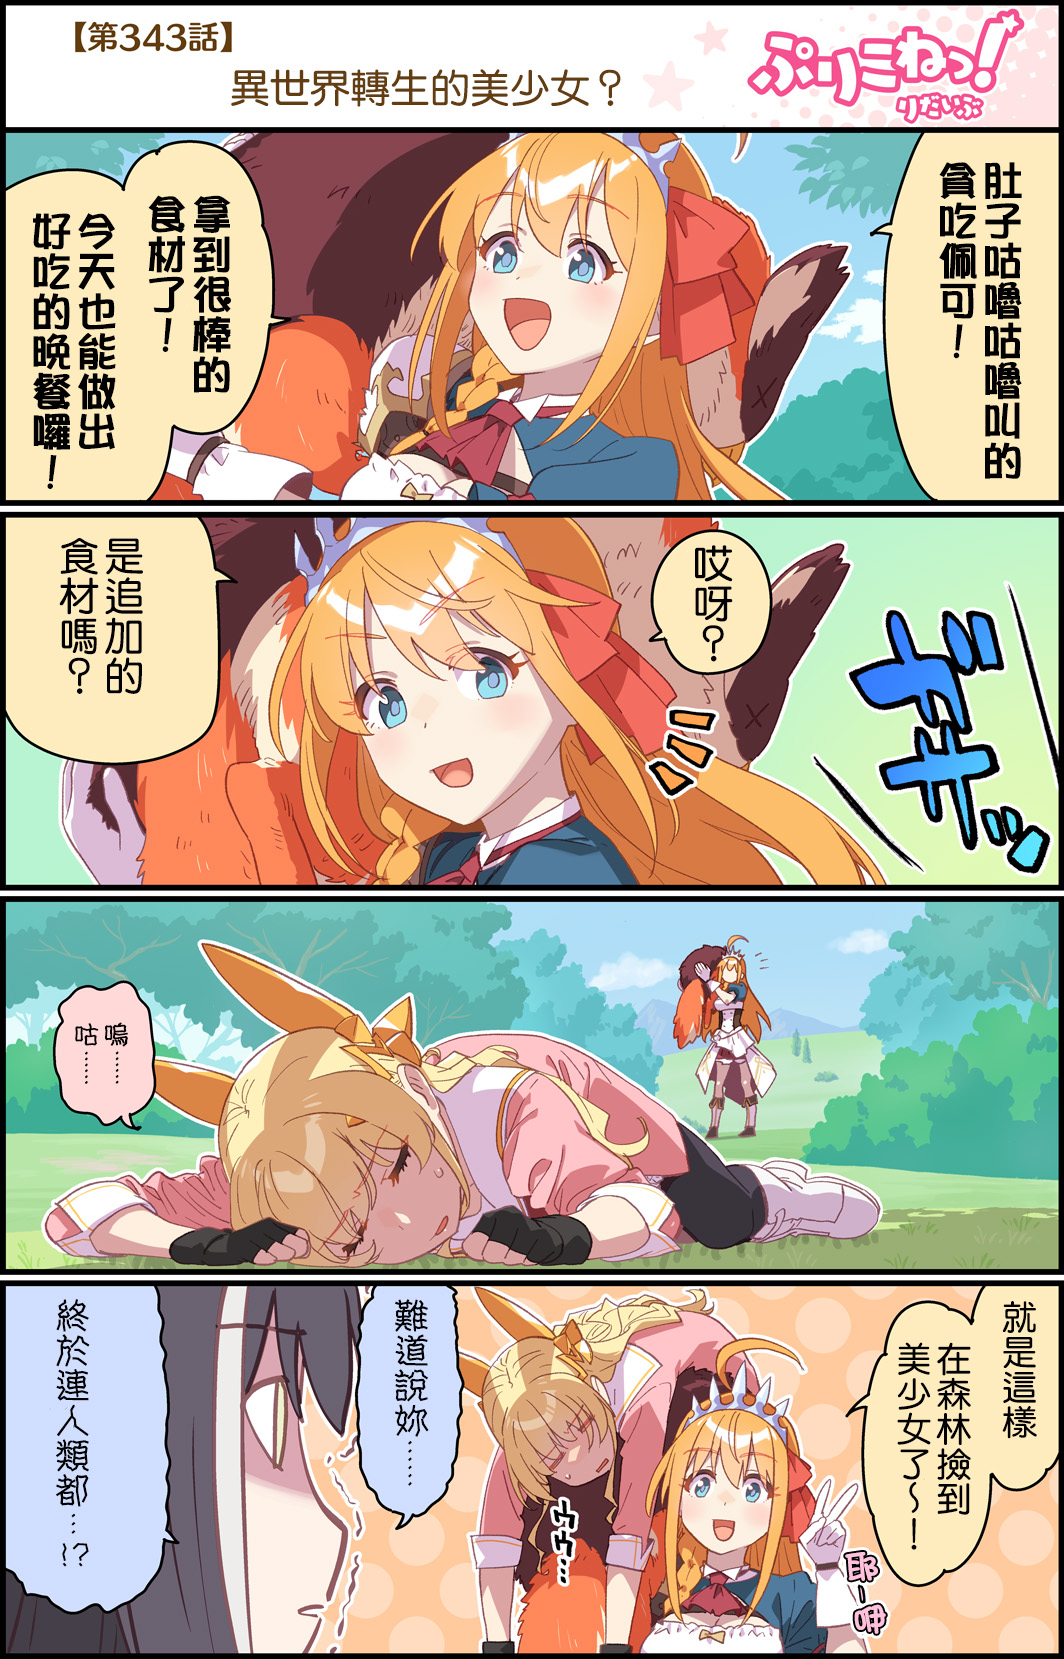 【第343話】
異世界轉生的美少女？
ぷりこねっ！
りだいぶ
肚子咕嚕咕嚕叫的
貪吃佩可！
拿到很棒的
食材了！
今天也能做出
好吃的晚餐囉！
ガサッ
哎呀？
是追加的
食材嗎？
嗚……
咕……
就是這樣
在森林撿到
美少女了～！
耶-咿
ウウ…
難道說妳……
終於連人類都…!?